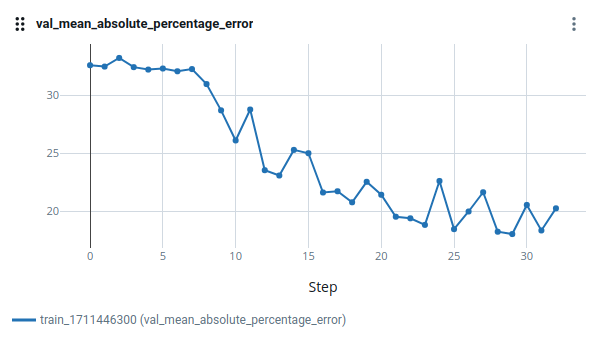 val_mean_absolute_percentage_error
30
25
20
0 5 10 15 20 25 30
Step
train_1711446300 (val_mean_absolute_percentage_error)